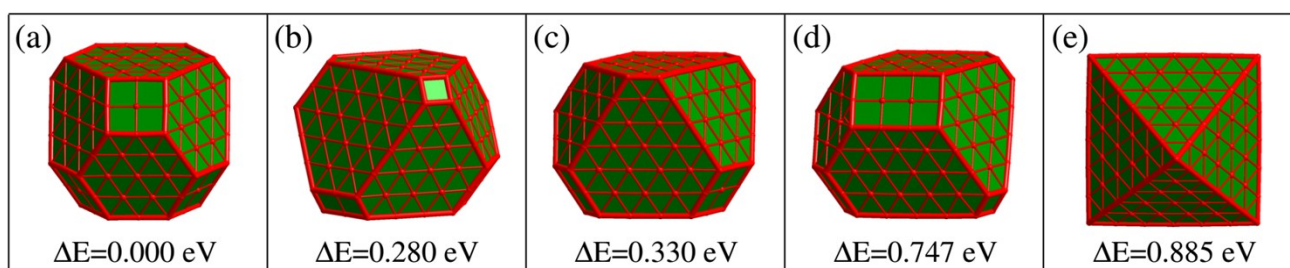 (a)
(b)
(c)
(d)
(e)
ΔE=0.000 eV
ΔE=0.280 eV
ΔE=0.330 eV
ΔE=0.747 eV
ΔE=0.885 eV